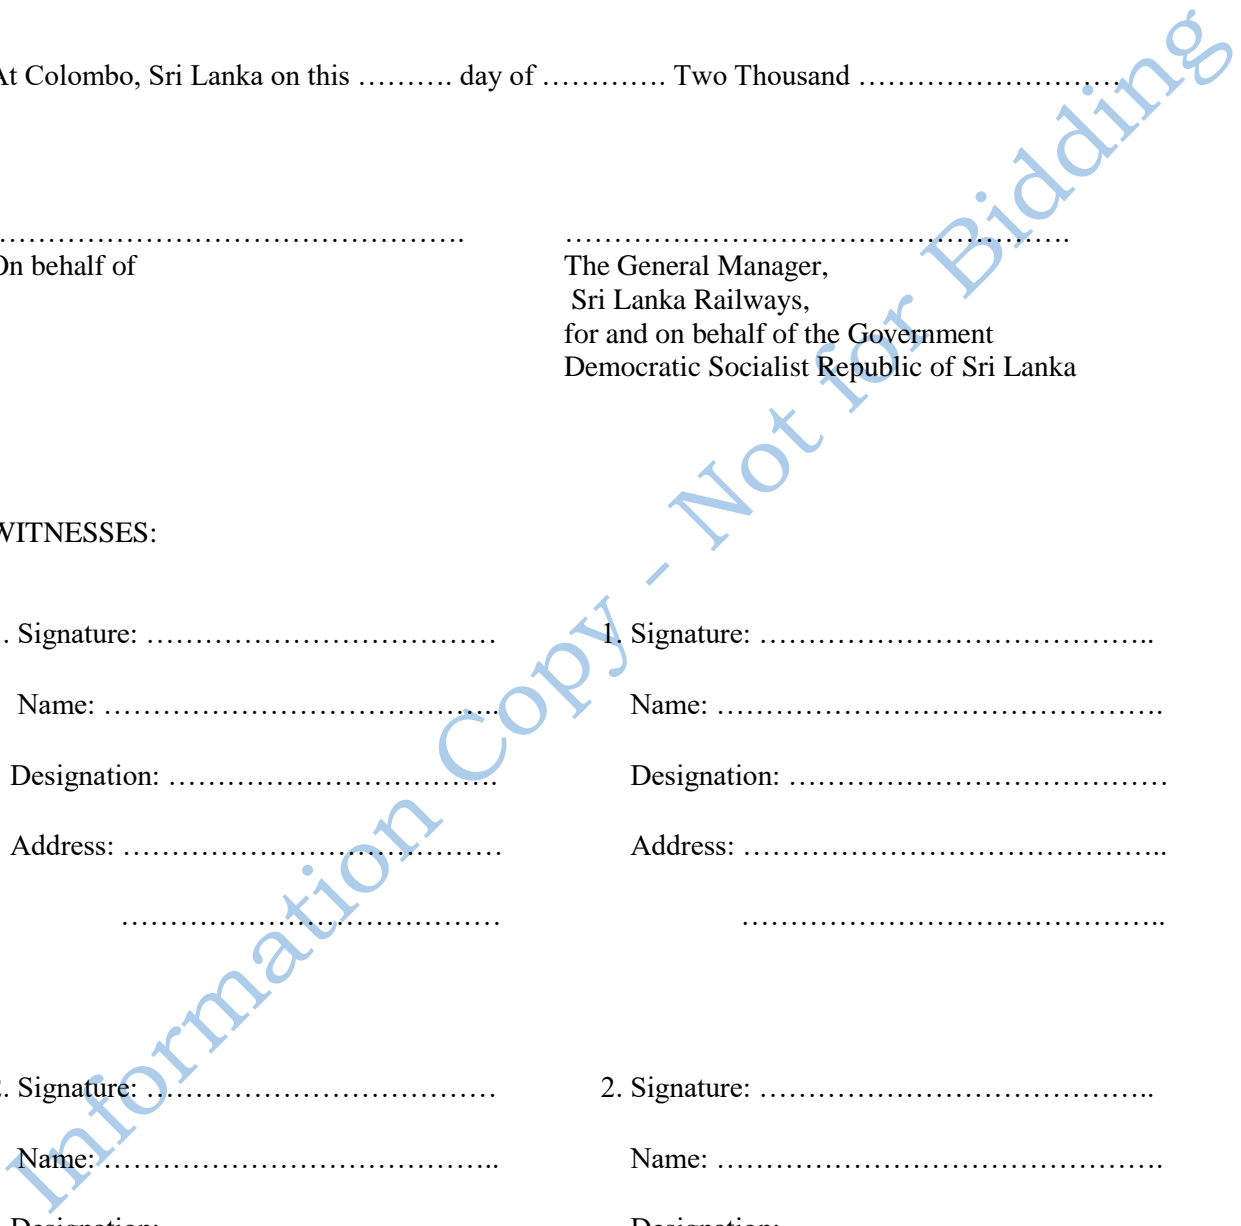 At Colombo, Sri Lanka on this ………. day of …………. Two Thousand ………………………
…………………………………………. …………………………………………….
On behalf of The General Manager,
Sri Lanka Railways,
for and on behalf of the Government
Democratic Socialist Republic of Sri Lanka
WITNESSES:
1. Signature: ……………………………… 1. Signature: …………………………………..
Name: ………………………………….. Name: ……………………………………….
Designation: ……………………………. Designation: …………………………………
Address: ………………………………… Address: ……………………………………..
………………………………… ……………………………………..
2. Signature: ……………………………… 2. Signature: …………………………………..
Name: ………………………………….. Name: ……………………………………….
Designation: Designation:
Information Copy - Not for Bidding